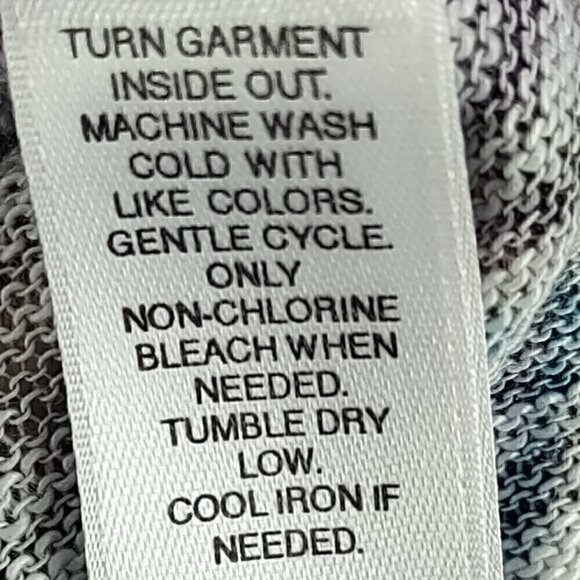 TURN GARMENT
INSIDE OUT.
MACHINE WASH
COLD WITH
LIKE COLORS.
GENTLE CYCLE.
ONLY
NON-CHLORINE
BLEACH WHEN
NEEDED.
TUMBLE DRY
LOW.
COOL IRON IF
NEEDED.